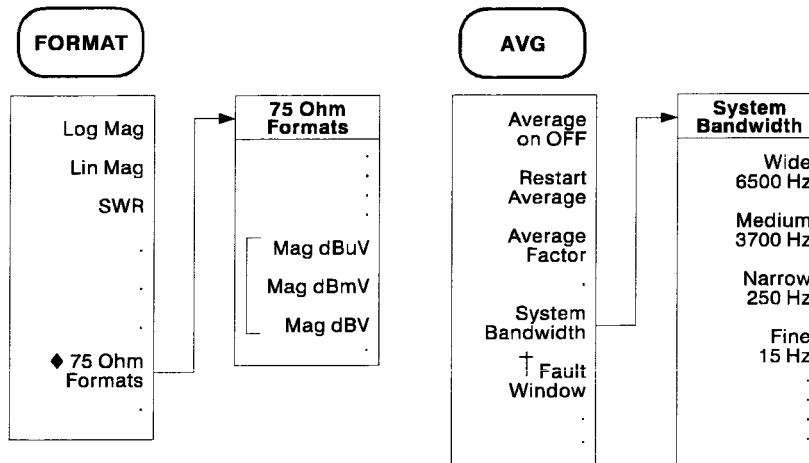 FORMAT
Log Mag
Lin Mag
SWR
.
.
.
♦ 75 Ohm
Formats
.
75 Ohm
Formats
.
.
.
.
Mag dBuV
Mag dBmV
Mag dBV
.
AVG
Average
on OFF
Restart
Average
Average
Factor
.
System
Bandwidth
† Fault
Window
.
.
System
Bandwidth
Wide
6500 Hz
Medium
3700 Hz
Narrow
250 Hz
Fine
15 Hz
.
.
.
.